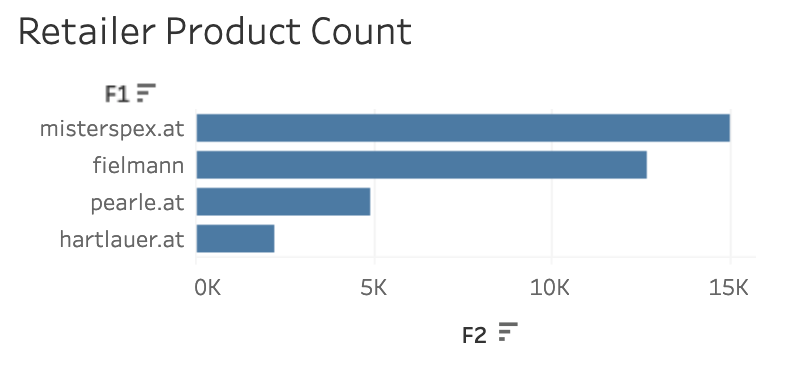 Retailer Product Count
F1
misterspex.at
fielmann
pearle.at
hartlauer.at
0K 5K 10K 15K
F2